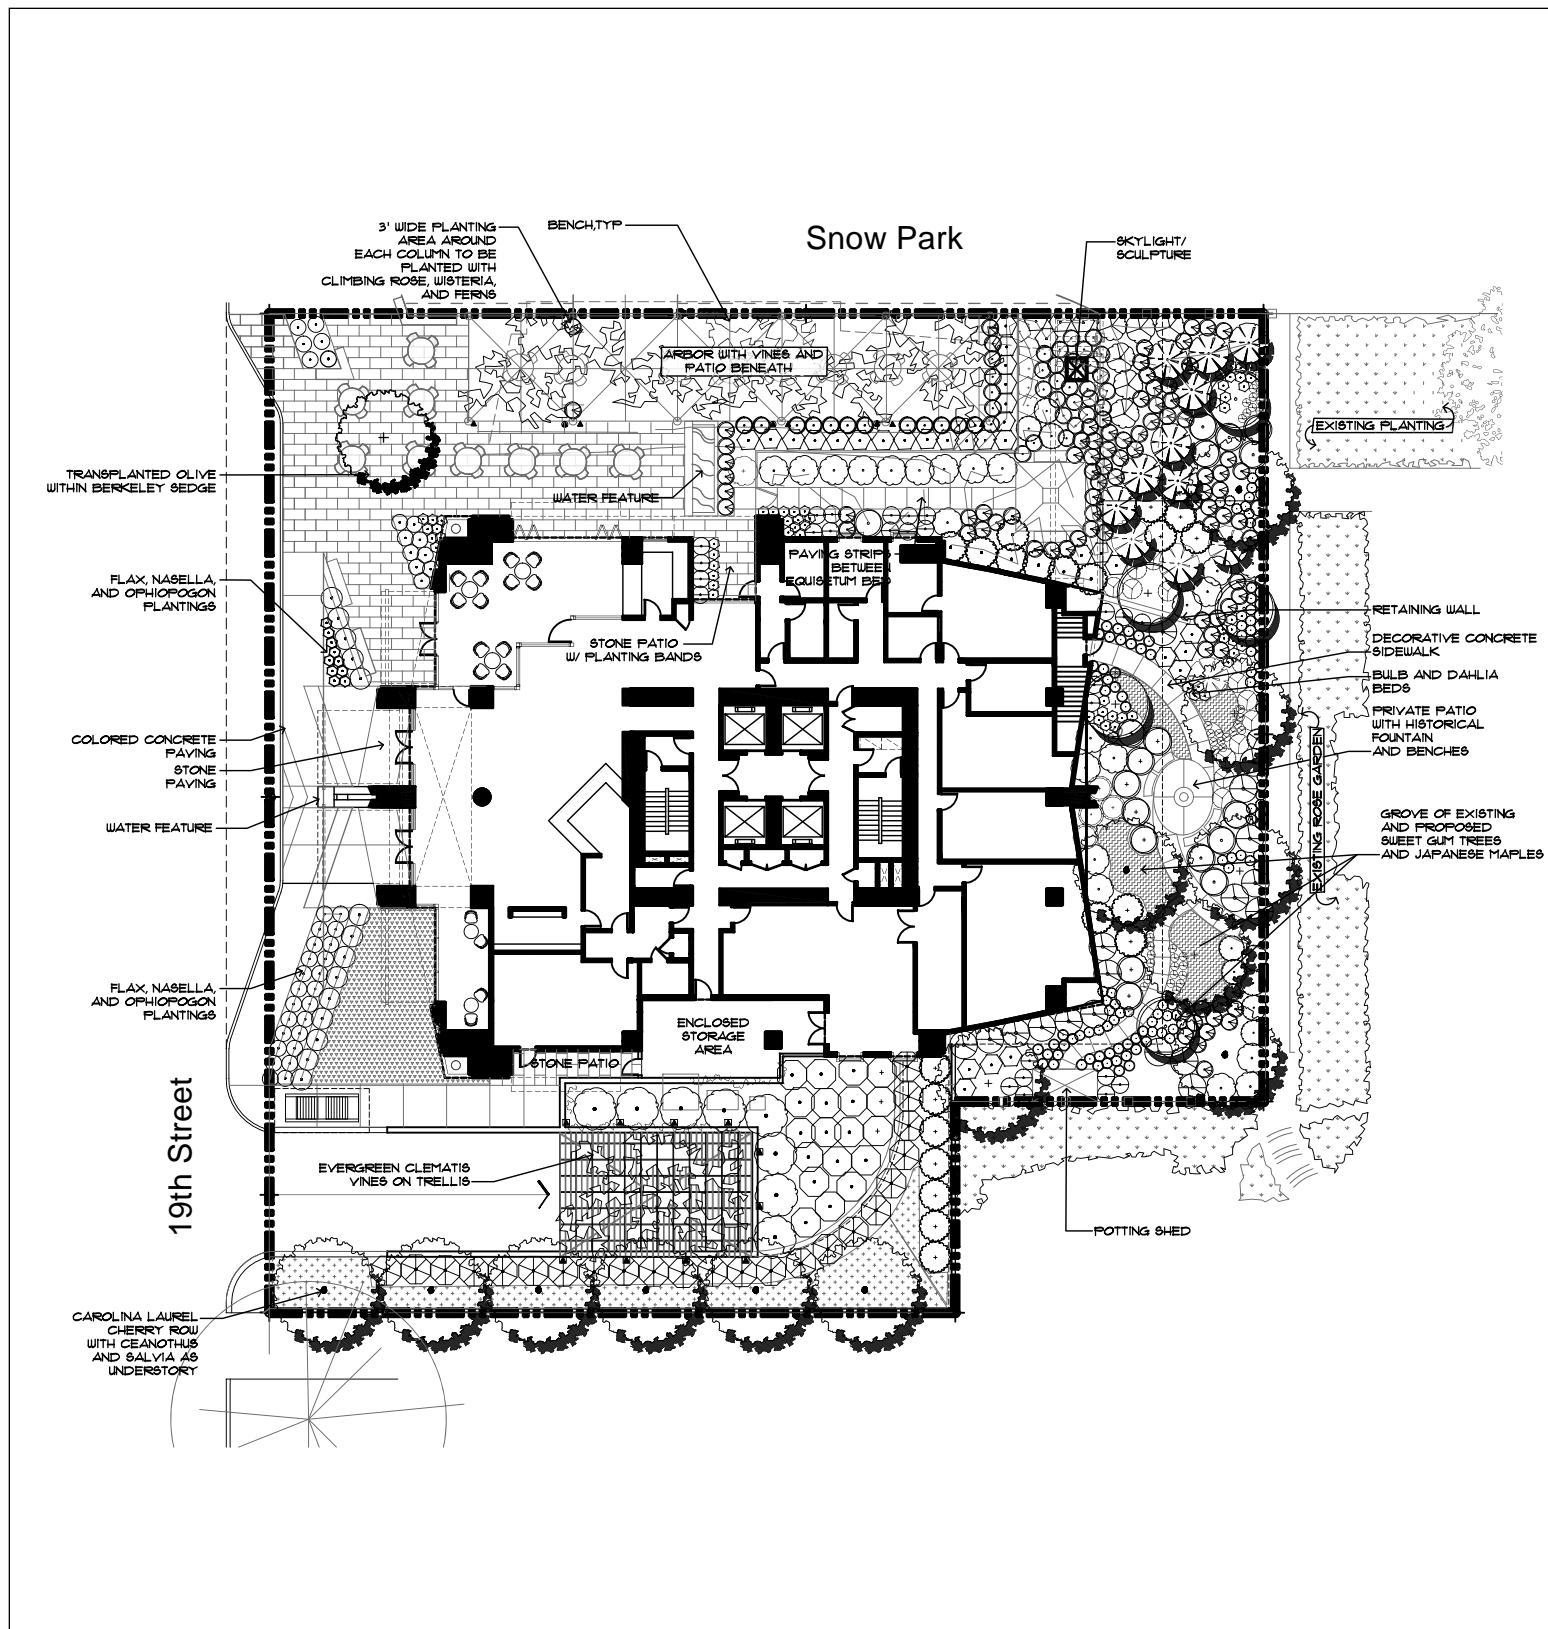 Snow Park
3' WIDE PLANTING
AREA AROUND
EACH COLUMN TO BE
PLANTED WITH
CLIMBING ROSE, WISTERIA,
AND FERNS
BENCH,TYP
SKYLIGHT/
SCULPTURE
ARBOR WITH VINES AND
PATIO BENEATH
EXISTING PLANTING
TRANSPLANTED OLIVE
WITHIN BERKELEY SEDGE
WATER FEATURE
PAVING STRIPS
BETWEEN
EQUISETUM BED
FLAX, NASELLA,
AND OPHIOPOGON
PLANTINGS
STONE PATIO
W/ PLANTING BANDS
RETAINING WALL
DECORATIVE CONCRETE
SIDEWALK
BULB AND DAHLIA
BEDS
PRIVATE PATIO
WITH HISTORICAL
FOUNTAIN
AND BENCHES
COLORED CONCRETE
PAVING
STONE
PAVING
WATER FEATURE
EXISTING ROSE GARDEN
GROVE OF EXISTING
AND PROPOSED
SWEET GUM TREES
AND JAPANESE MAPLES
FLAX, NASELLA,
AND OPHIOPOGON
PLANTINGS
ENCLOSED
STORAGE
AREA
STONE PATIO
19th Street
EVERGREEN CLEMATIS
VINES ON TRELLIS
POTTING SHED
CAROLINA LAUREL
CHERRY ROW
WITH CEANOTHUS
AND SALVIA AS
UNDERSTORY